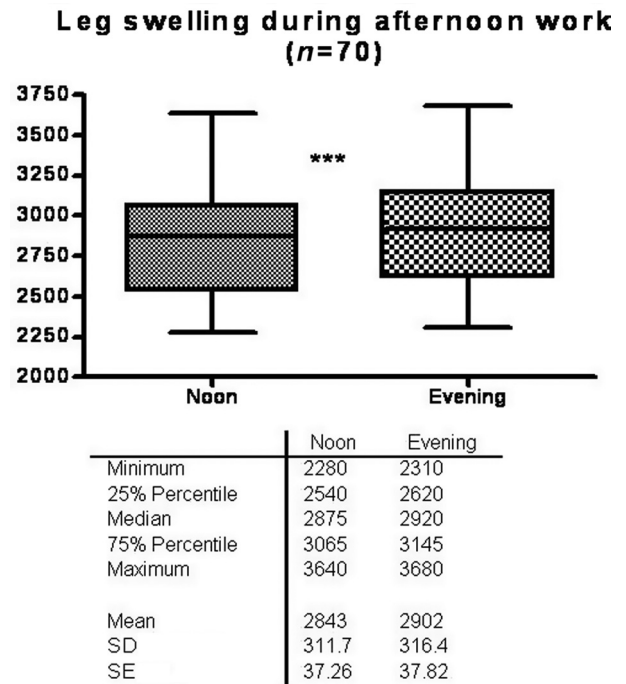 Leg swelling during afternoon work
(n=70)
3750
3500
3250
3000
2750
2500
2250
2000
***
Noon Evening
Noon Evening
Minimum 2280 2310
25% Percentile 2540 2620
Median 2875 2920
75% Percentile 3065 3145
Maximum 3640 3680
Mean 2843 2902
SD 311.7 316.4
SE 37.26 37.82